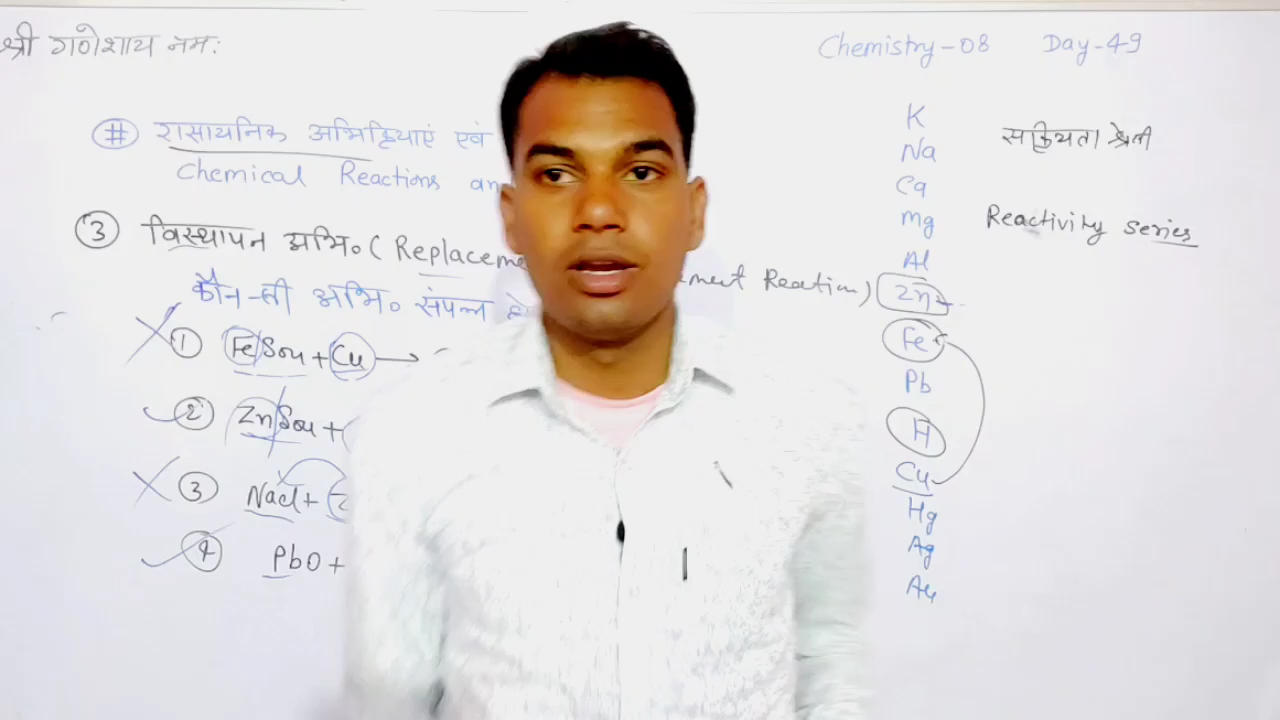 श्री गणेशाय नमः
Chemistry-08 Day-49
# रासायनिक अभिक्रियाएं एवं
Chemical Reactions an
③ विस्थापन अभि॰ ( Replaceme ment Reaction)
कौन-सी अभि॰ संपन्न हो
① FeSO4 + Cu →
② ZnSO4 + (
③ NaCl +
④ PbO +
K
Na
Ca
Mg
Al
Zn
Fe
Pb
H
Cu
Hg
Ag
Au
सक्रियता श्रेणी
Reactivity series